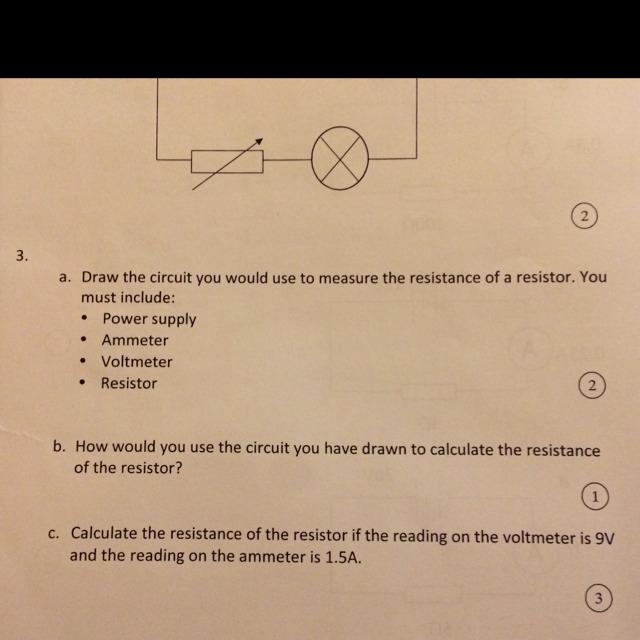 2
3.
a. Draw the circuit you would use to measure the resistance of a resistor. You
must include:
• Power supply
• Ammeter
• Voltmeter
• Resistor
2
b. How would you use the circuit you have drawn to calculate the resistance
of the resistor?
1
c. Calculate the resistance of the resistor if the reading on the voltmeter is 9V
and the reading on the ammeter is 1.5A.
3